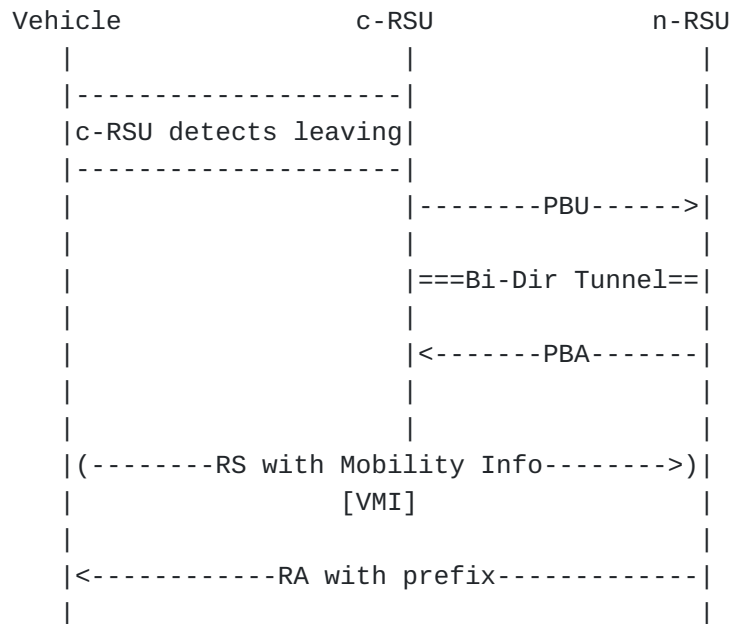 Vehicle c-RSU n-RSU
|c-RSU detects leaving|
|--------PBU------>|
|===Bi-Dir Tunnel==|
|<-------PBA-------|
|(--------RS with Mobility Info-------->)|
[VMI]
|<------------RA with prefix-------------|